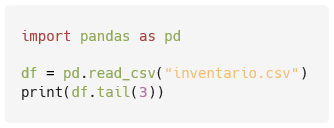 import pandas as pd

df = pd.read_csv("inventario.csv")
print(df.tail(3))